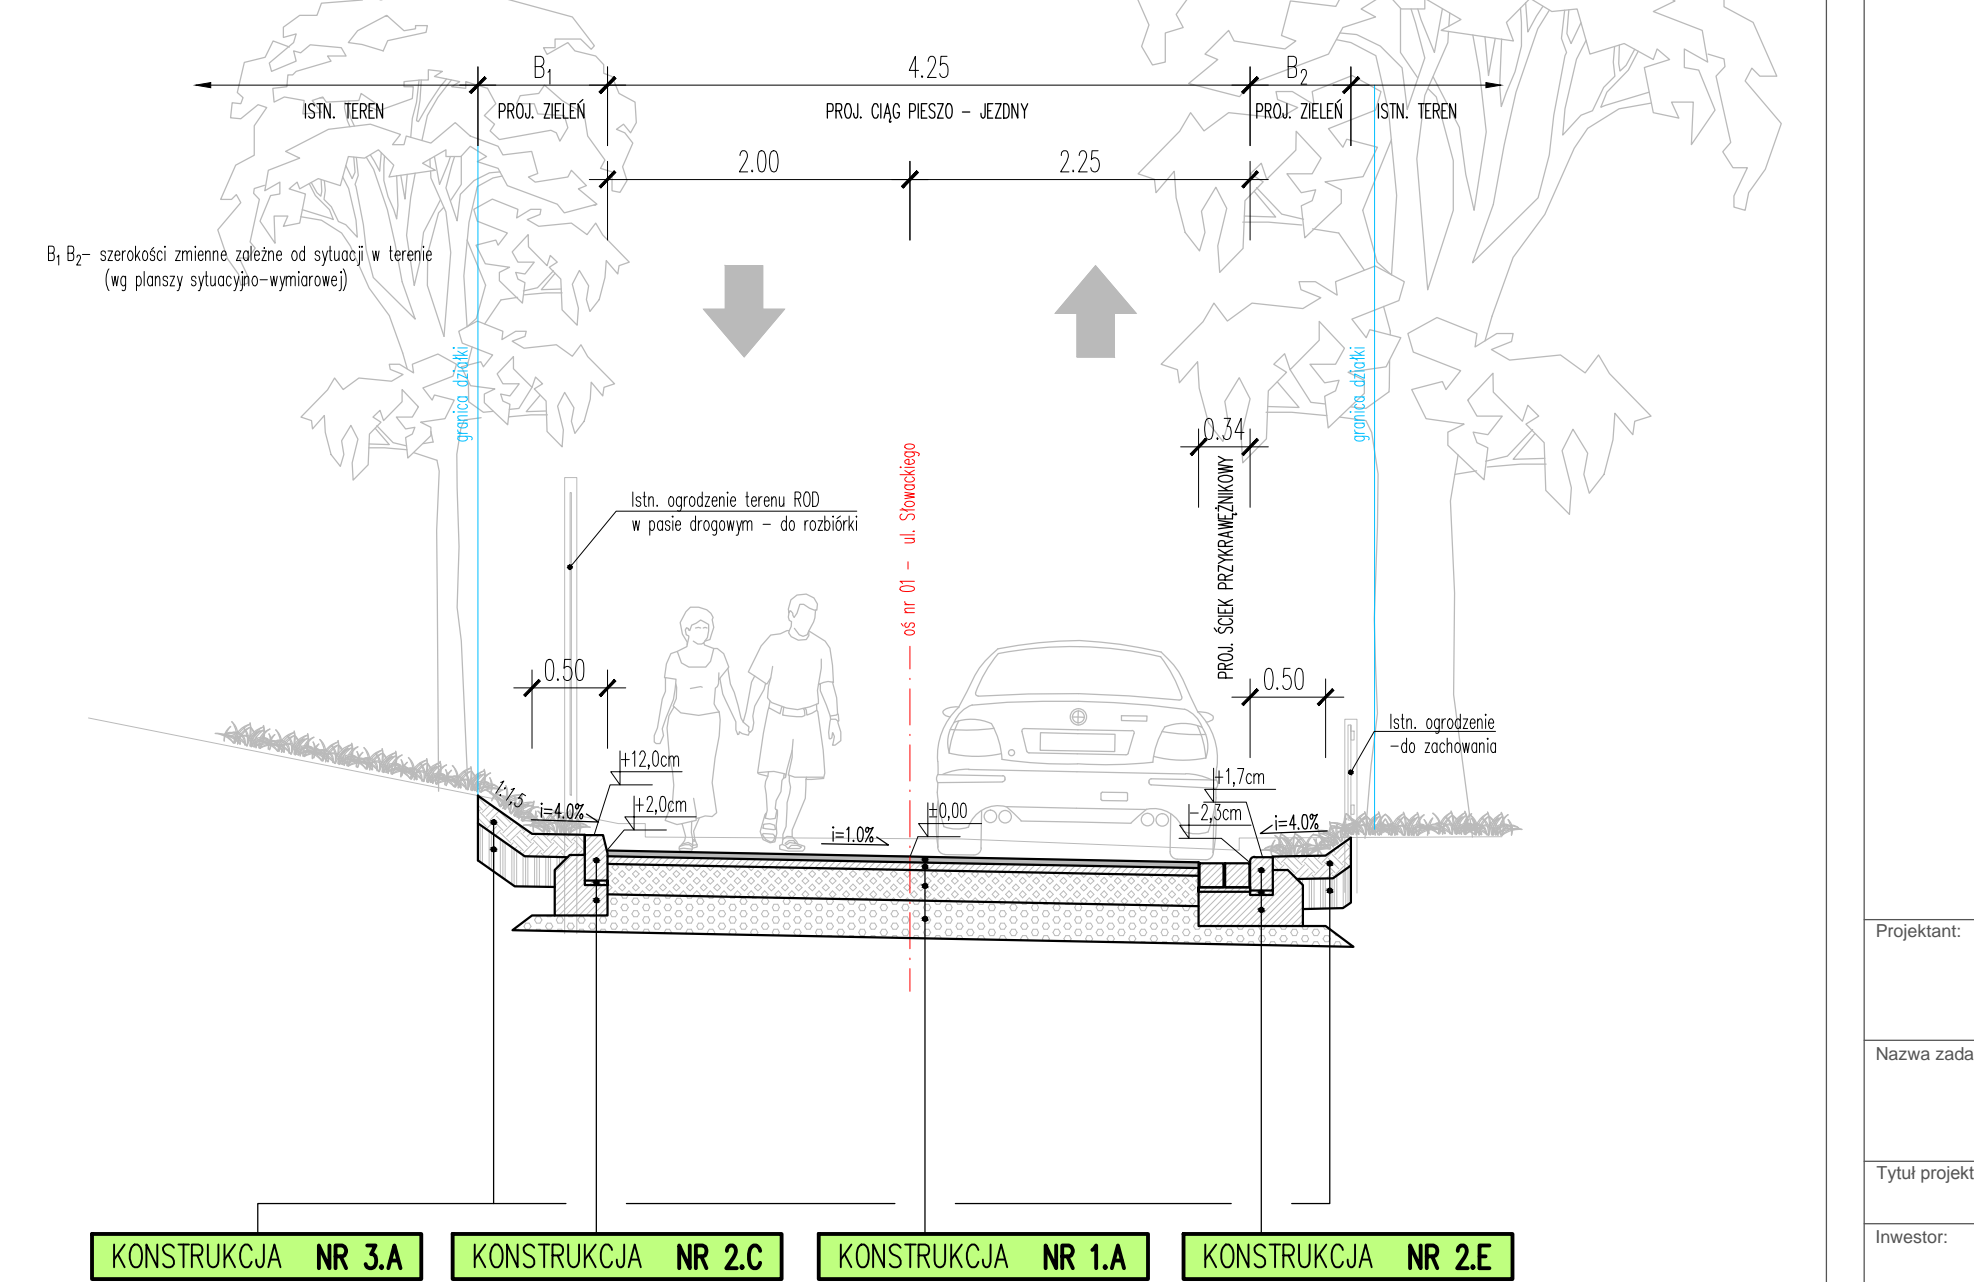 B1 4.25 B2
ISTN. TEREN PROJ. ZIELEŃ PROJ. CIĄG PIESZO – JEZDNY PROJ. ZIELEŃ ISTN. TEREN
2.00 2.25
B1 B2– szerokości zmienne zależne od sytuacji w terenie
(wg planszy sytuacyjno–wymiarowej)
granica działki
granica działki
0.34
PROJ. ŚCIEK PRZYKRAWĘŻNIKOWY
oś nr 01 – ul. Słowackiego
Istn. ogrodzenie terenu ROD
w pasie drogowym – do rozbiórki
0.50
0.50
Istn. ogrodzenie
–do zachowania
+12,0cm
+2,0cm
1:1,5
i=4.0%
i=1.0%
±0,00
+1,7cm
–2,3cm
i=4.0%
KONSTRUKCJA NR 3.A
KONSTRUKCJA NR 2.C
KONSTRUKCJA NR 1.A
KONSTRUKCJA NR 2.E
Projektant:
Nazwa zada
Tytuł projekt
Inwestor: